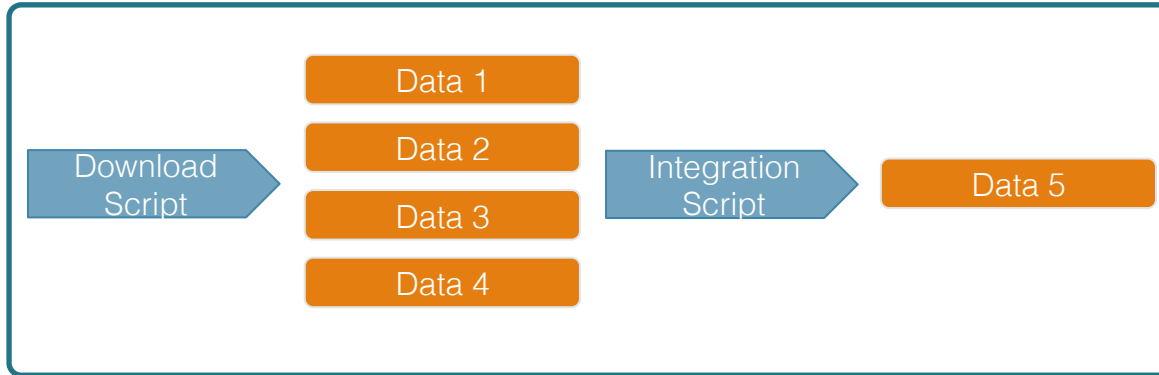 Download
Script
Data 1
Data 2
Data 3
Data 4
Integration
Script
Data 5